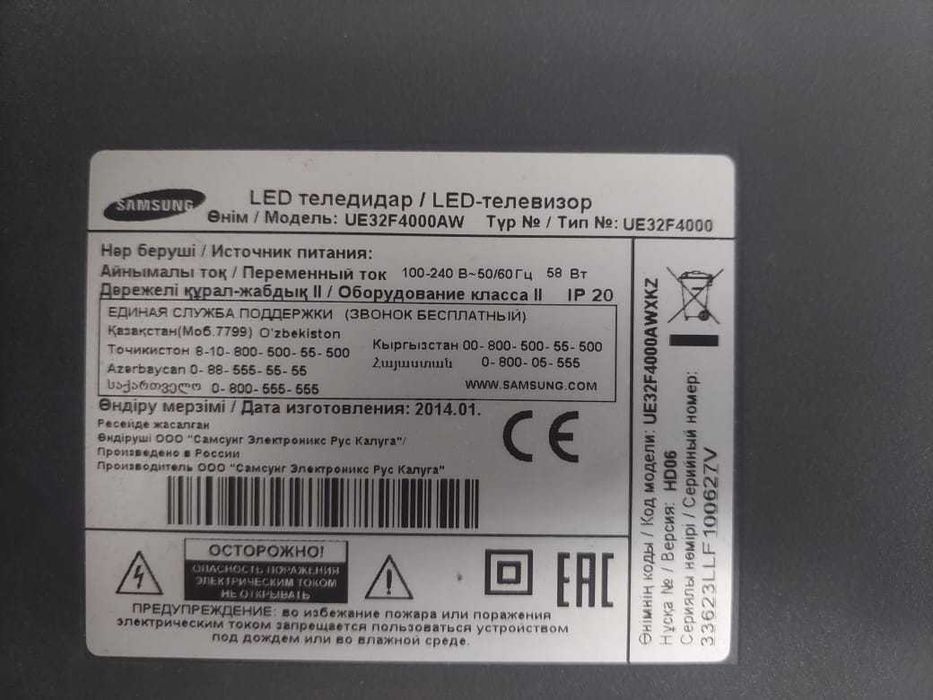 SAMSUNG
LED теледидар / LED-телевизор
Өнім / Модель: UE32F4000AW Түр № / Тип №: UE32F4000
Нәр беруші / Источник питания:
Айнымалы ток / Переменный ток 100-240 В~50/60 Гц 58 Вт
Дәрежелі құрал-жабдық II / Оборудование класса II IP 20
ЕДИНАЯ СЛУЖБА ПОДДЕРЖКИ (ЗВОНОК БЕСПЛАТНЫЙ)
Қазақстан(Моб.7799) O'zbekiston
Точикистон 8-10-800-500-55-500
Кыргызстан 00-800-500-55-500
Azərbaycan 0-88-555-55-55
Հայաստան 0-800-05-555
საქართველო 0-800-555-555
WWW.SAMSUNG.COM
Өндіру мерзімі / Дата изготовления: 2014.01.
Ресейде жасалған
Өндіруші ООО "Самсунг Электроникс Рус Калуга"/
Произведено в России
Производитель ООО "Самсунг Электроникс Рус Калуга"
CE
ОСТОРОЖНО!
ОПАСНОСТЬ ПОРАЖЕНИЯ
ЭЛЕКТРИЧЕСКИМ ТОКОМ
НЕ ОТКРЫВАТЬ
EAC
ПРЕДУПРЕЖДЕНИЕ: во избежание пожара или поражения
электрическим током запрещается пользоваться устройством
под дождем или во влажной среде.
Өнімнің коды / Код модели: UE32F4000AWXKZ
Нұсқа № / Версия: HD06
Сериялы нөмірі / Серийный номер:
33623LLF100627V